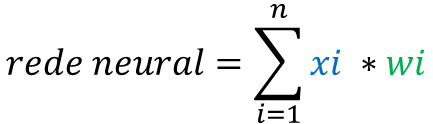 rede neural = ∑_{i=1}^{n} xi * wi